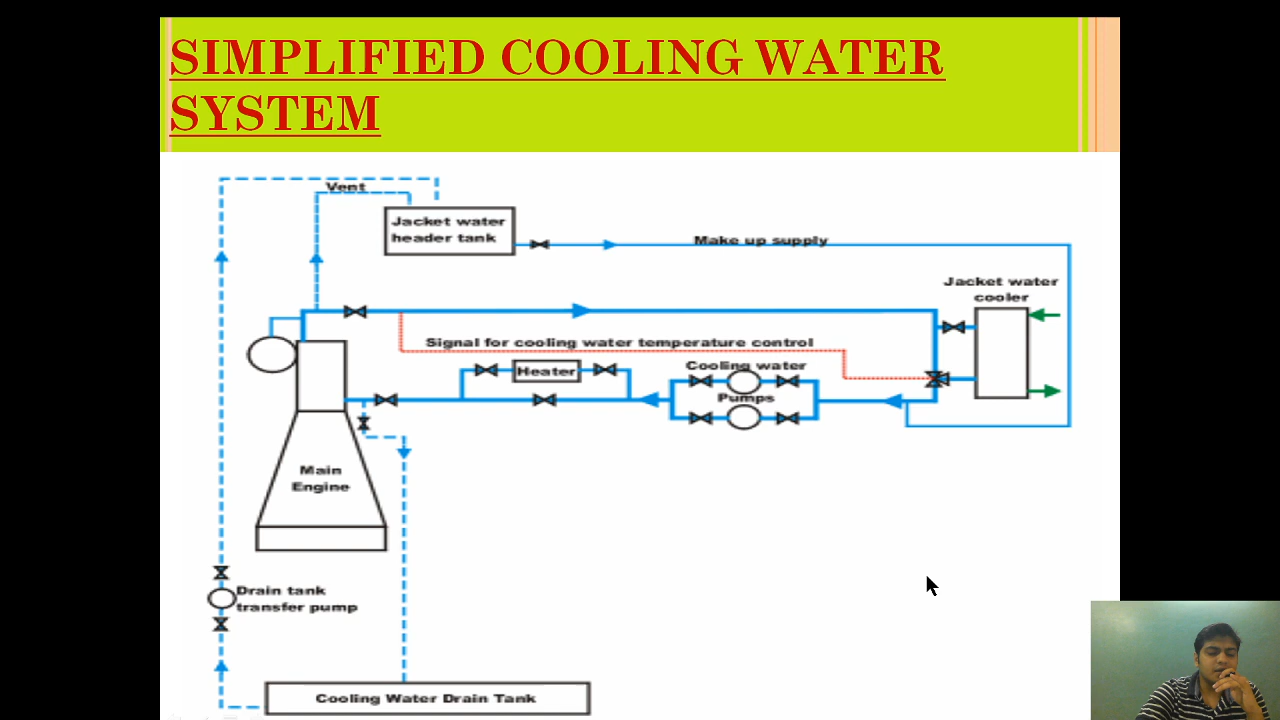 SIMPLIFIED COOLING WATER
SYSTEM
Vent
Jacket water
header tank
Make up supply
Jacket water
cooler
Signal for cooling water temperature control
Heater
Cooling water
Pumps
Main
Engine
Drain tank
transfer pump
Cooling Water Drain Tank